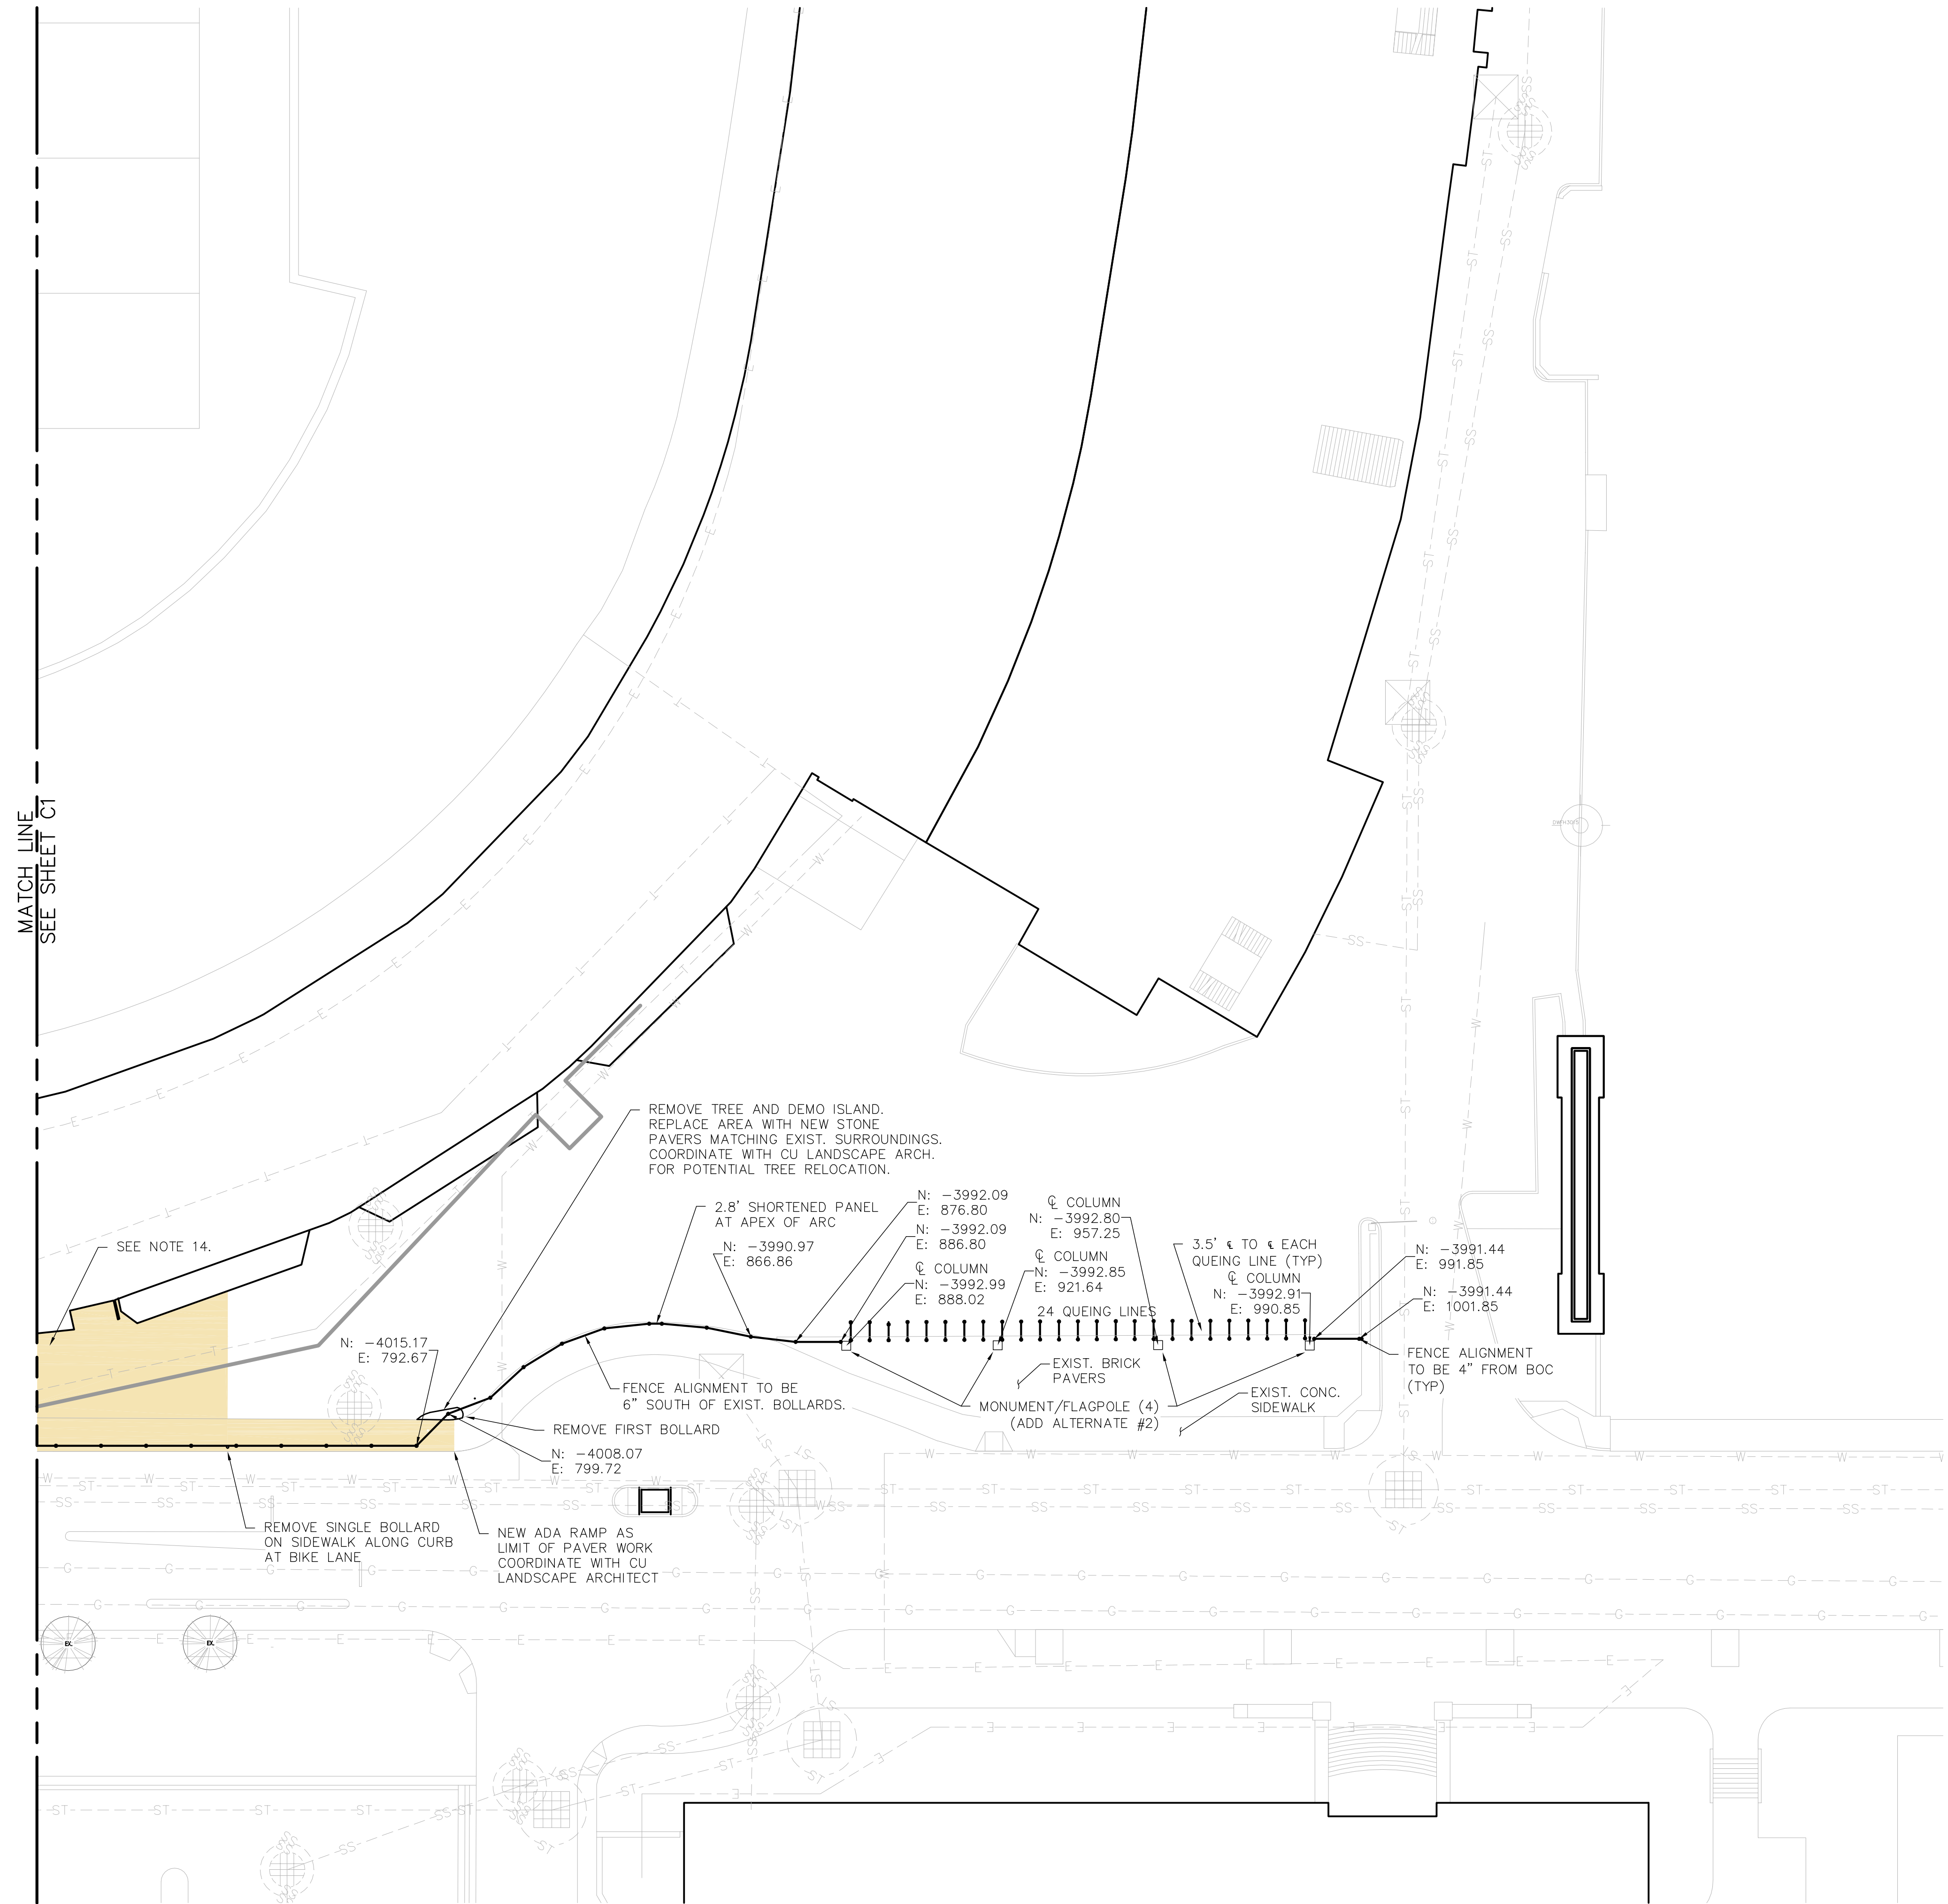 MATCH LINE
SEE SHEET C1
REMOVE TREE AND DEMO ISLAND.
REPLACE AREA WITH NEW STONE
PAVERS MATCHING EXIST. SURROUNDINGS.
COORDINATE WITH CU LANDSCAPE ARCH.
FOR POTENTIAL TREE RELOCATION.
2.8' SHORTENED PANEL
AT APEX OF ARC
N: -3990.97
E: 866.86
N: -3992.09
E: 876.80
N: -3992.09
E: 886.80
℄ COLUMN
N: -3992.99
E: 888.02
℄ COLUMN
N: -3992.80
E: 957.25
℄ COLUMN
N: -3992.85
E: 921.64
24 QUEING LINES
3.5' ℄ TO ℄ EACH
QUEING LINE (TYP)
℄ COLUMN
N: -3992.91
E: 990.85
N: -3991.44
E: 991.85
N: -3991.44
E: 1001.85
FENCE ALIGNMENT
TO BE 4" FROM BOC
(TYP)
SEE NOTE 14.
N: -4015.17
E: 792.67
FENCE ALIGNMENT TO BE
6" SOUTH OF EXIST. BOLLARDS.
REMOVE FIRST BOLLARD
N: -4008.07
E: 799.72
EXIST. BRICK
PAVERS
MONUMENT/FLAGPOLE (4)
(ADD ALTERNATE #2)
EXIST. CONC.
SIDEWALK
REMOVE SINGLE BOLLARD
ON SIDEWALK ALONG CURB
AT BIKE LANE
NEW ADA RAMP AS
LIMIT OF PAVER WORK
COORDINATE WITH CU
LANDSCAPE ARCHITECT
EX.
EX.